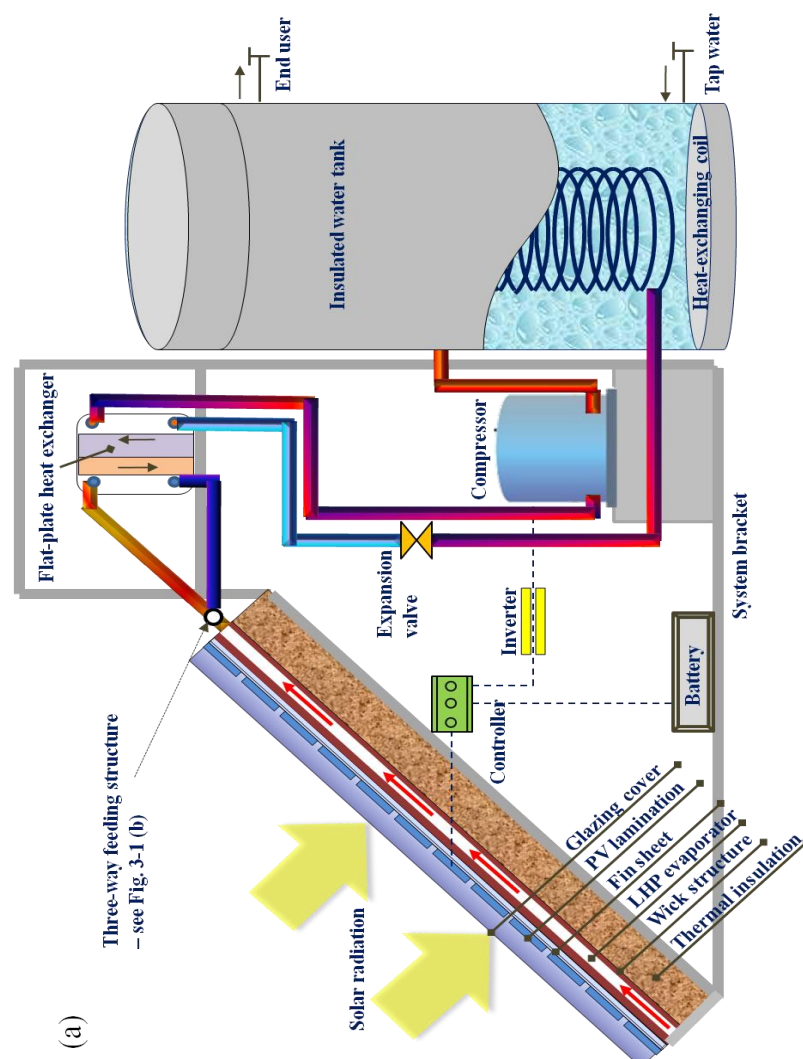 (a)
Three-way feeding structure
– see Fig. 3-1 (b)
Solar radiation
Flat-plate heat exchanger
Insulated water tank
End user
Tap water
Heat-exchanging coil
Compressor
Expansion
valve
Inverter
Controller
Battery
System bracket
Glazing cover
PV lamination
Fin sheet
LHP evaporator
Wick structure
Thermal insulation